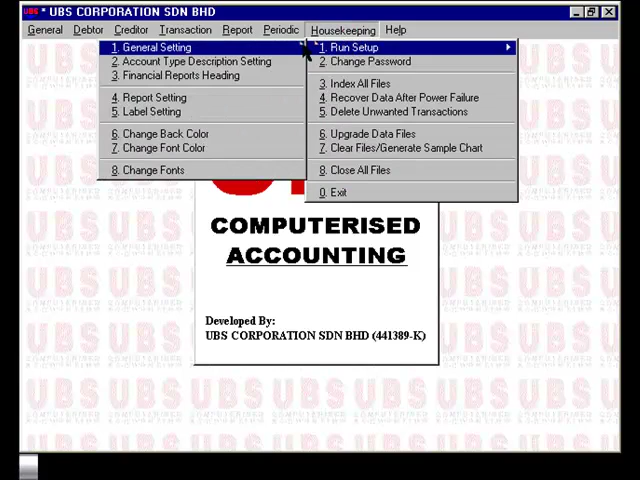 UBS * UBS CORPORATION SDN BHD
General Debtor Creditor Transaction Report Periodic Housekeeping Help
1. General Setting
2. Account Type Description Setting
3. Financial Reports Heading
4. Report Setting
5. Label Setting
6. Change Back Color
7. Change Font Color
8. Change Fonts
1. Run Setup
2. Change Password
3. Index All Files
4. Recover Data After Power Failure
5. Delete Unwanted Transactions
6. Upgrade Data Files
7. Clear Files/Generate Sample Chart
8. Close All Files
0. Exit
COMPUTERISED
ACCOUNTING
Developed By:
UBS CORPORATION SDN BHD (441389-K)